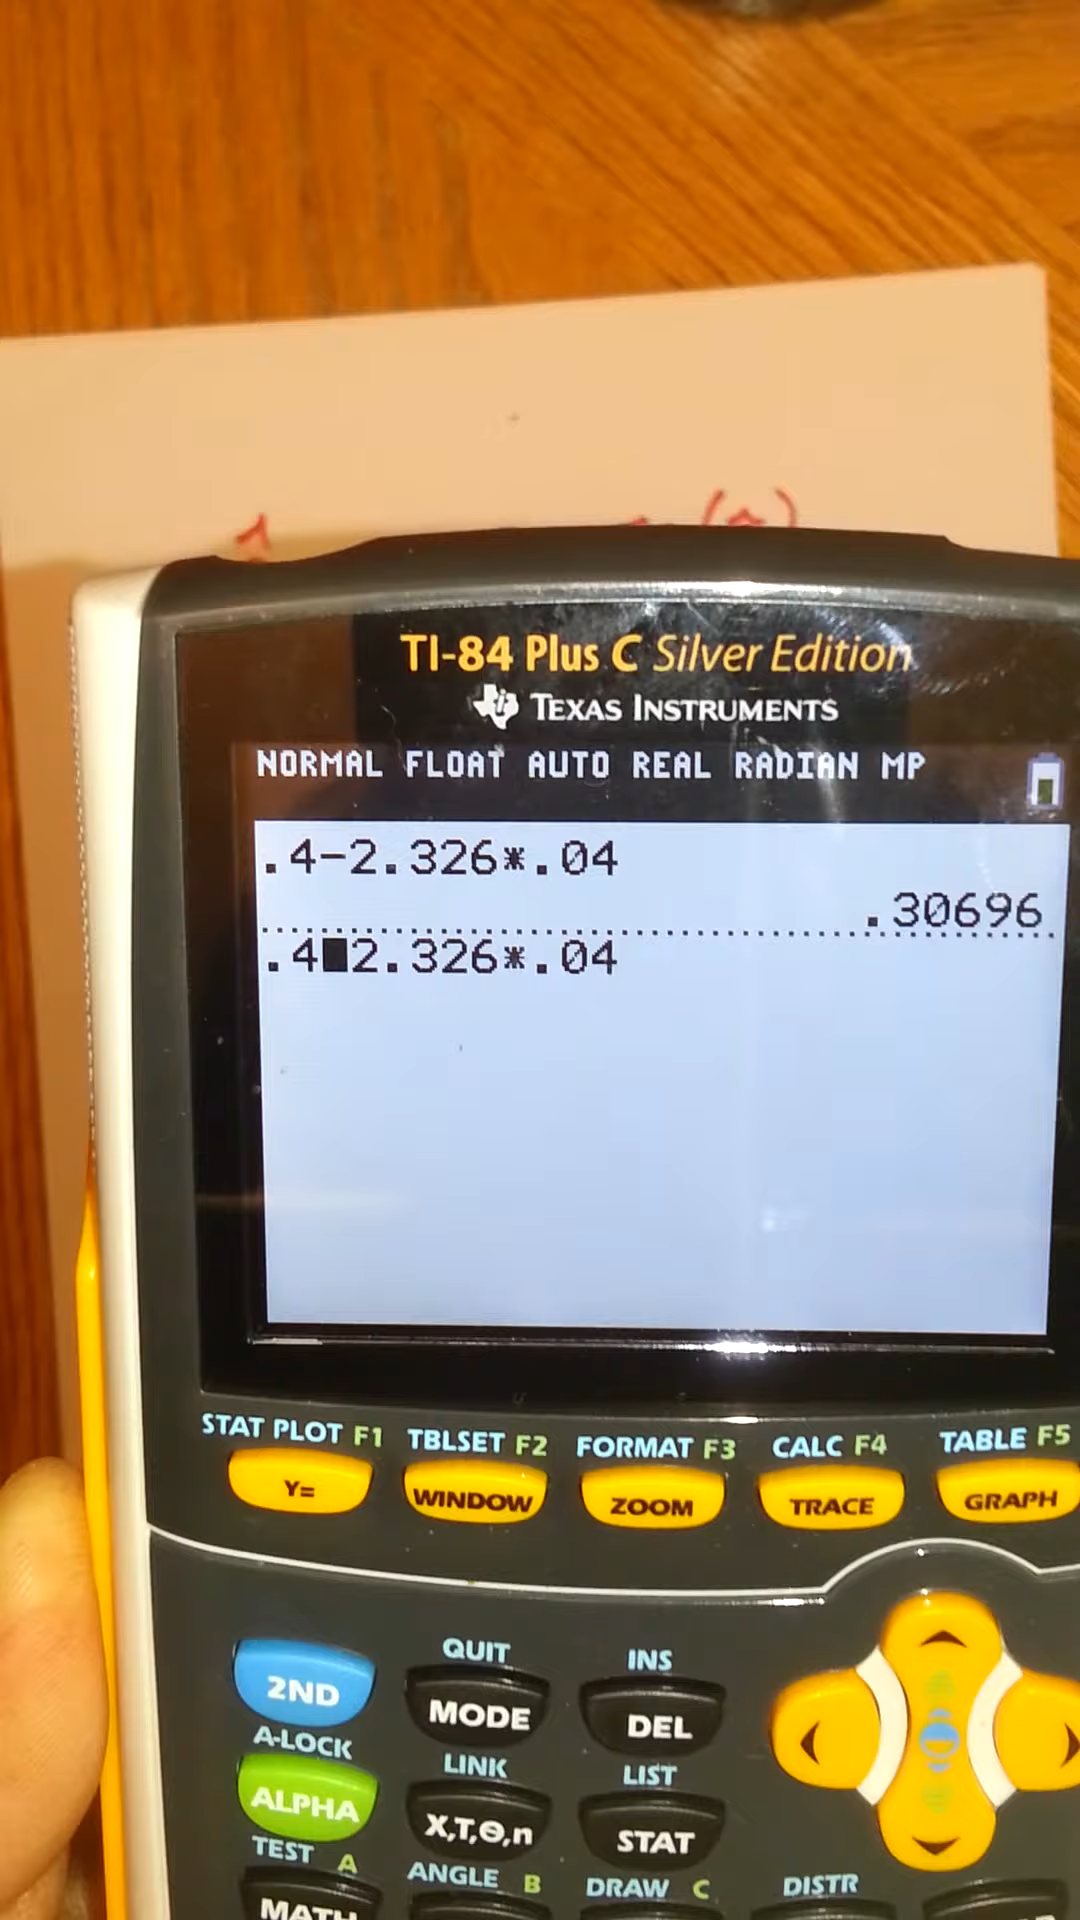 TI-84 Plus C Silver Edition
TEXAS INSTRUMENTS
NORMAL FLOAT AUTO REAL RADIAN MP
.4-2.326*.04
.30696
.4 2.326*.04
STAT PLOT F1 TBLSET F2 FORMAT F3 CALC F4 TABLE F5
Y= WINDOW ZOOM TRACE GRAPH
QUIT INS
2ND MODE DEL
A-LOCK LINK LIST
ALPHA X,T,Θ,n STAT
TEST A ANGLE B DRAW C DISTR
MATH